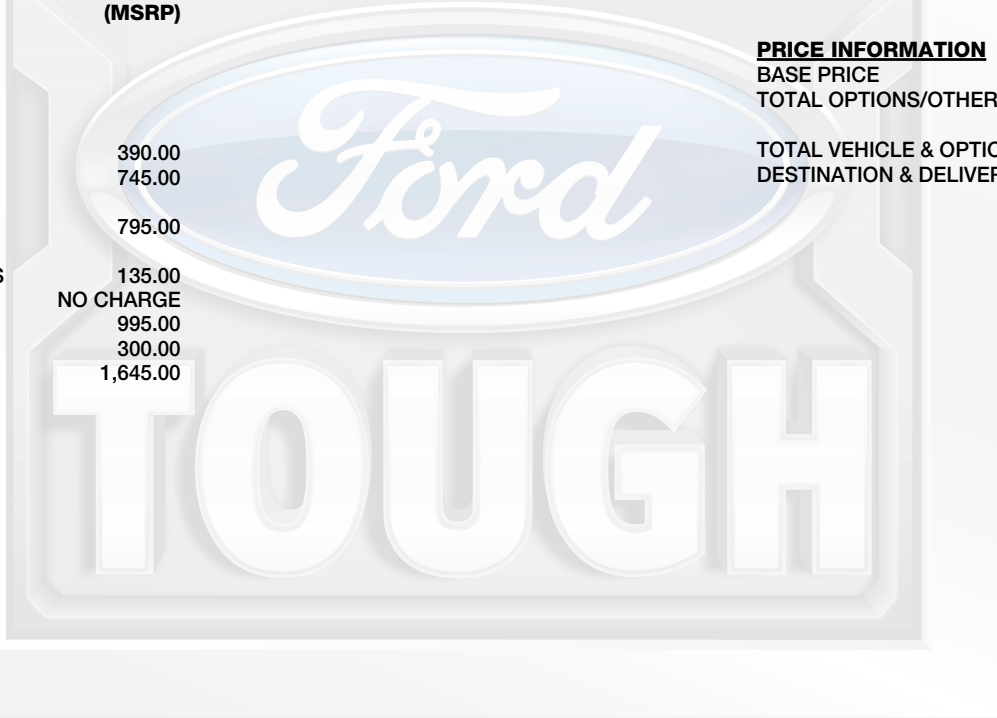 (MSRP)
390.00
745.00
795.00
S 135.00
NO CHARGE
995.00
300.00
1,645.00
PRICE INFORMATION
BASE PRICE
TOTAL OPTIONS/OTHER
TOTAL VEHICLE & OPTIO
DESTINATION & DELIVER
Ford
TOUGH